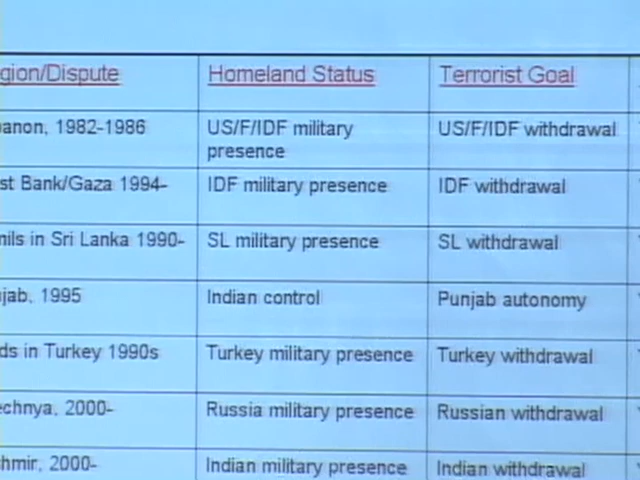 gion/Dispute Homeland Status Terrorist Goal
anon, 1982-1986 US/F/IDF military presence US/F/IDF withdrawal
st Bank/Gaza 1994- IDF military presence IDF withdrawal
nils in Sri Lanka 1990- SL military presence SL withdrawal
jab, 1995 Indian control Punjab autonomy
ds in Turkey 1990s Turkey military presence Turkey withdrawal
echnya, 2000- Russia military presence Russian withdrawal
hmir, 2000- Indian military presence Indian withdrawal